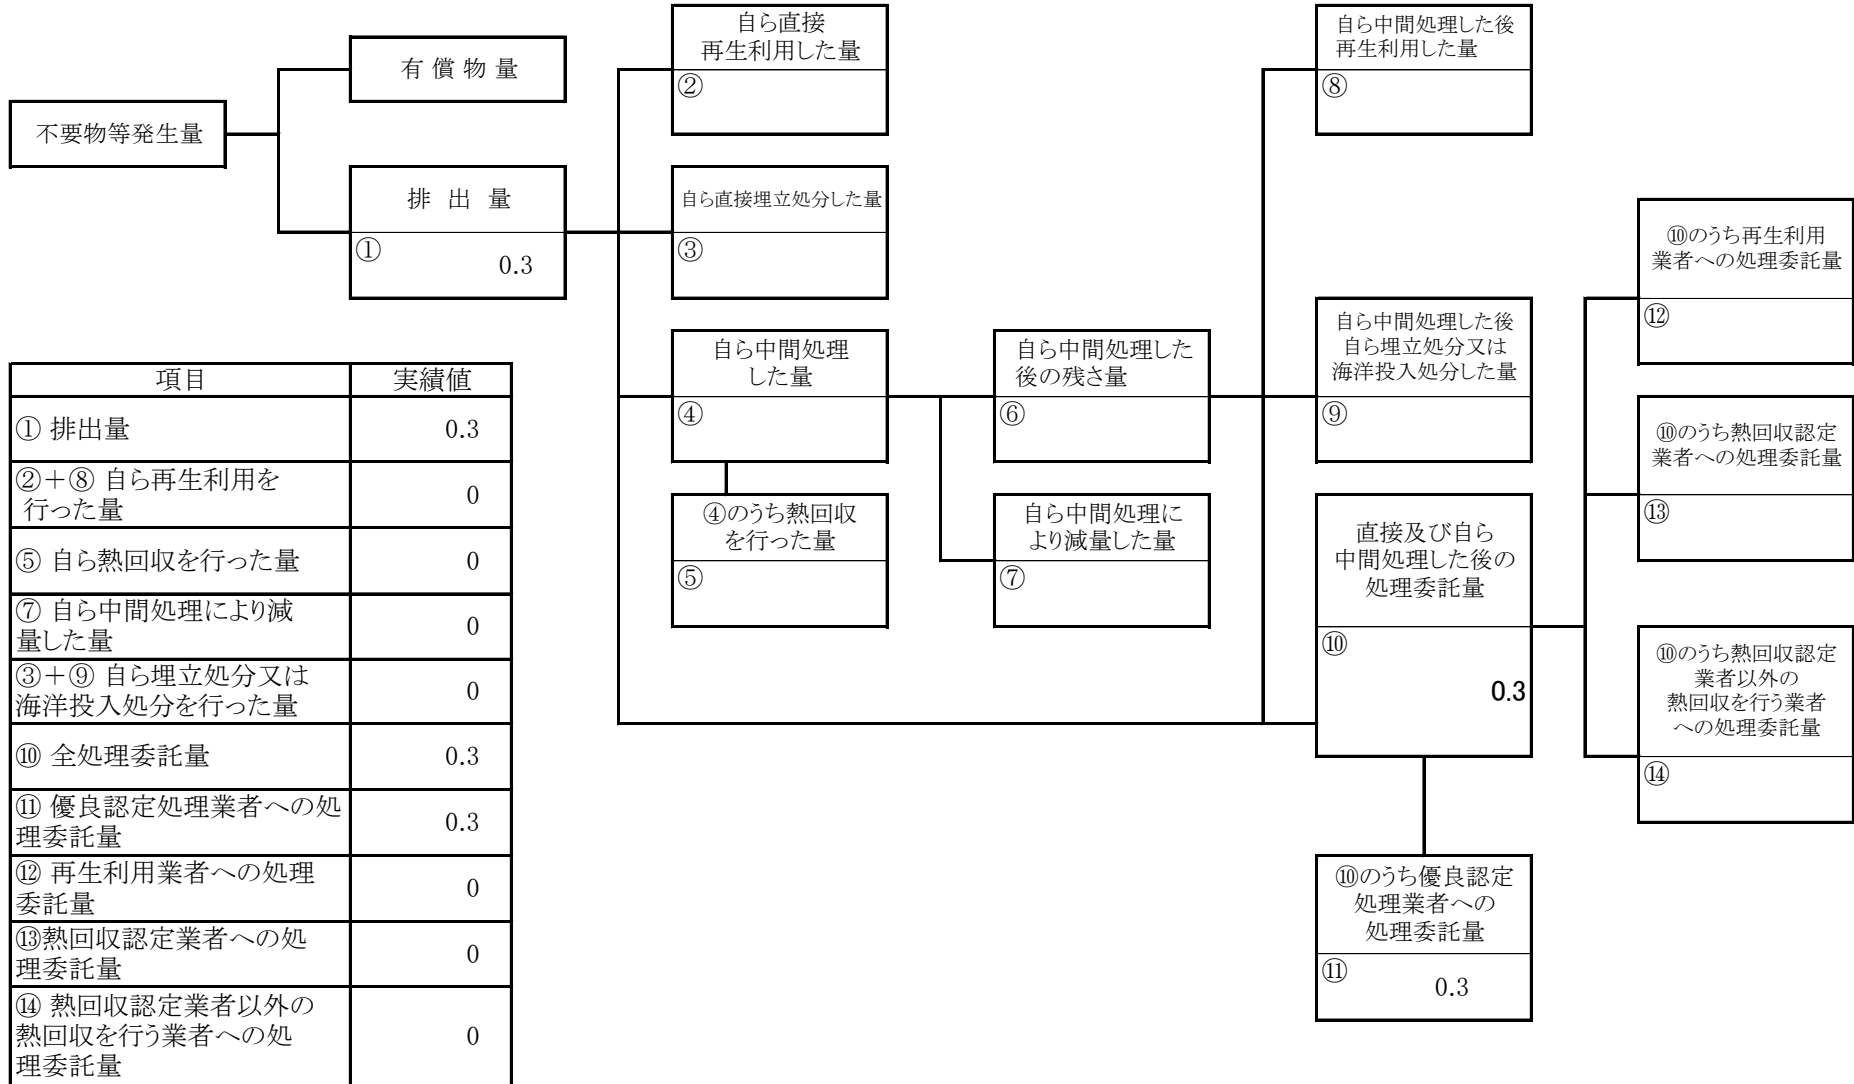 不要物等発生量
有 償 物 量
排 出 量
①
0.3
自ら直接
再生利用した量
②
自ら直接埋立処分した量
③
自ら中間処理
した量
④
④のうち熱回収
を行った量
⑤
自ら中間処理した
後の残さ量
⑥
自ら中間処理に
より減量した量
⑦
自ら中間処理した後
再生利用した量
⑧
自ら中間処理した後
自ら埋立処分又は
海洋投入処分した量
⑨
直接及び自ら
中間処理した後の
処理委託量
⑩
0.3
⑩のうち優良認定
処理業者への
処理委託量
⑪
0.3
⑩のうち再生利用
業者への処理委託量
⑫
⑩のうち熱回収認定
業者への処理委託量
⑬
⑩のうち熱回収認定
業者以外の
熱回収を行う業者
への処理委託量
⑭
項目 実績値
① 排出量 0.3
②+⑧ 自ら再生利用を
行った量 0
⑤ 自ら熱回収を行った量 0
⑦ 自ら中間処理により減
量した量 0
③+⑨ 自ら埋立処分又は
海洋投入処分を行った量 0
⑩ 全処理委託量 0.3
⑪ 優良認定処理業者への処
理委託量 0.3
⑫ 再生利用業者への処理
委託量 0
⑬熱回収認定業者への処
理委託量 0
⑭ 熱回収認定業者以外の
熱回収を行う業者への処
理委託量 0